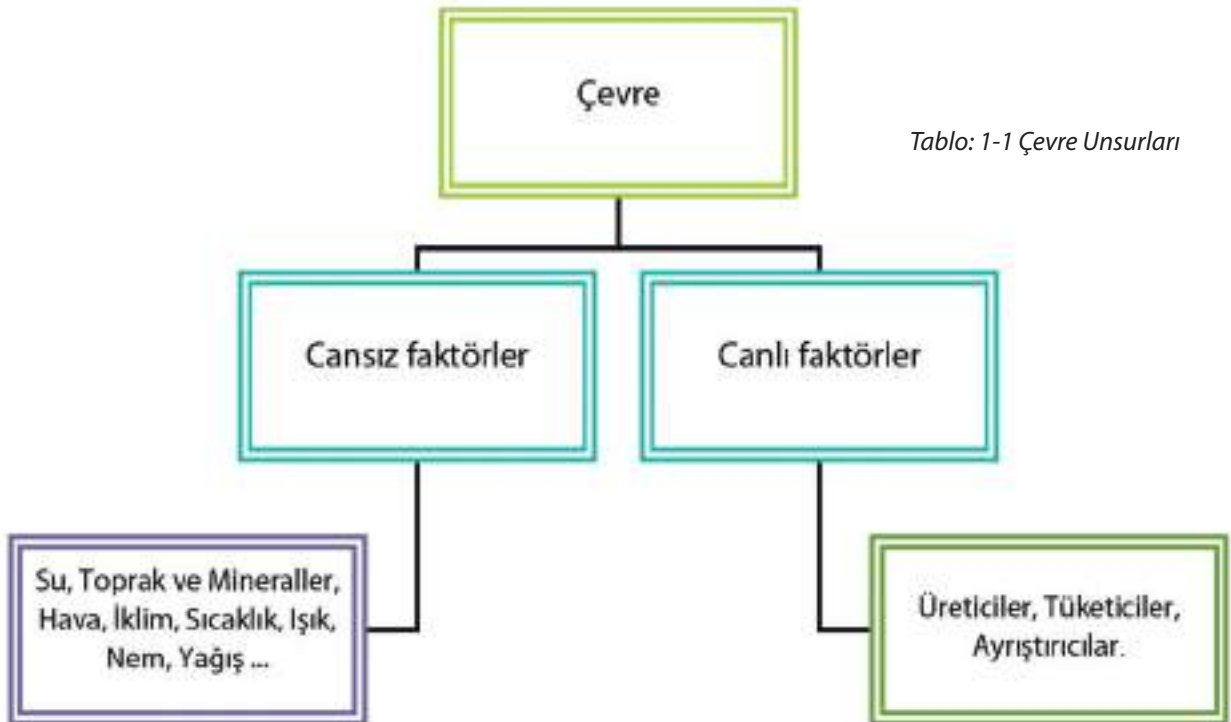 Çevre
Tablo: 1-1 Çevre Unsurları
Cansız faktörler
Canlı faktörler
Su, Toprak ve Mineraller,
Hava, İklim, Sıcaklık, Işık,
Nem, Yağış ...
Üreticiler, Tüketiciler,
Ayrıştırıcılar.